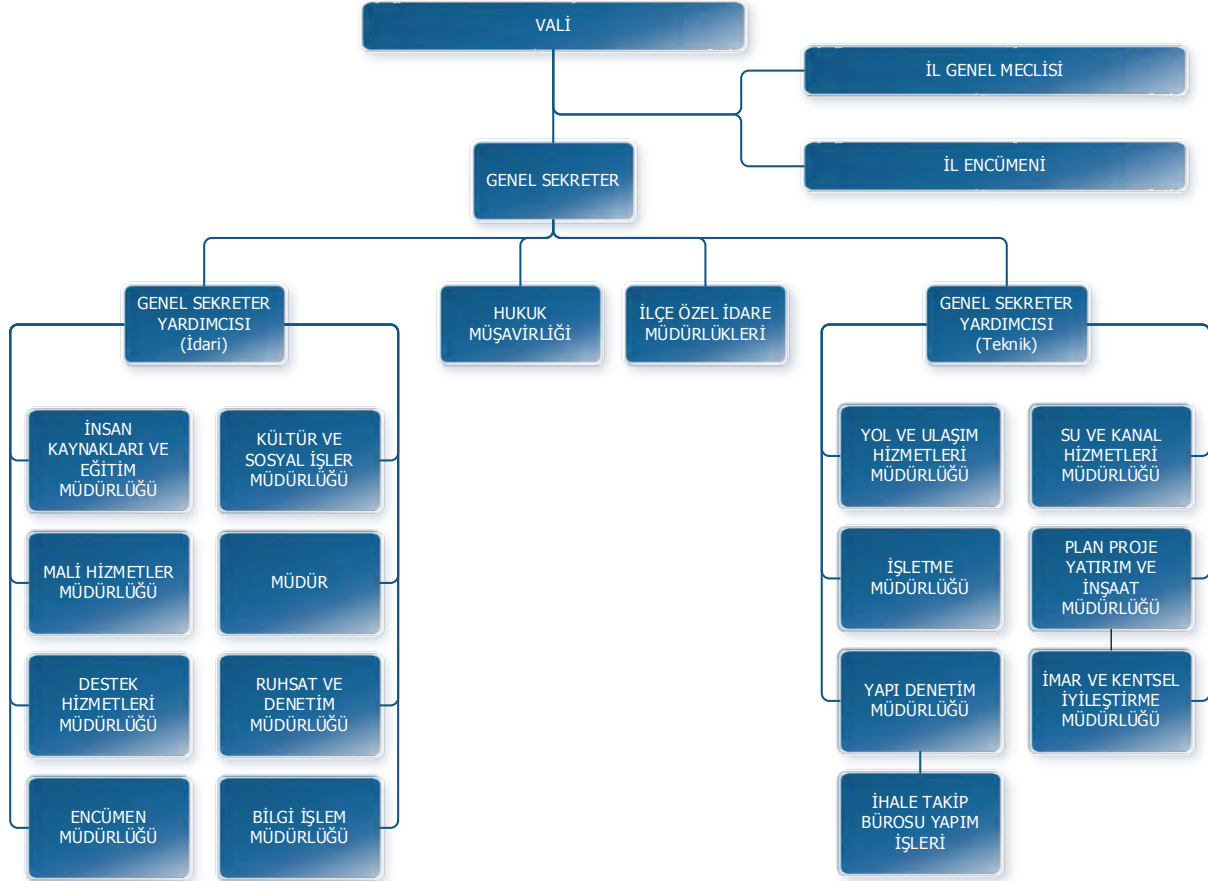 VALİ
İL GENEL MECLİSİ
İL ENCÜMENİ
GENEL SEKRETER
GENEL SEKRETER
YARDIMCISI
(İdari)
HUKUK
MÜŞAVİRLİĞİ
İLÇE ÖZEL İDARE
MÜDÜRLÜKLERİ
GENEL SEKRETER
YARDIMCISI
(Teknik)
İNSAN
KAYNAKLARI VE
EĞİTİM
MÜDÜRLÜĞÜ
KÜLTÜR VE
SOSYAL İŞLER
MÜDÜRLÜĞÜ
YOL VE ULAŞIM
HİZMETLERİ
MÜDÜRLÜĞÜ
SU VE KANAL
HİZMETLERİ
MÜDÜRLÜĞÜ
MALİ HİZMETLER
MÜDÜRLÜĞÜ
MÜDÜR
İŞLETME
MÜDÜRLÜĞÜ
PLAN PROJE
YATIRIM VE
İNŞAAT
MÜDÜRLÜĞÜ
DESTEK
HİZMETLERİ
MÜDÜRLÜĞÜ
RUHSAT VE
DENETİM
MÜDÜRLÜĞÜ
YAPI DENETİM
MÜDÜRLÜĞÜ
İMAR VE KENTSEL
İYİLEŞTİRME
MÜDÜRLÜĞÜ
ENCÜMEN
MÜDÜRLÜĞÜ
BİLGİ İŞLEM
MÜDÜRLÜĞÜ
İHALE TAKİP
BÜROSU YAPIM
İŞLERİ